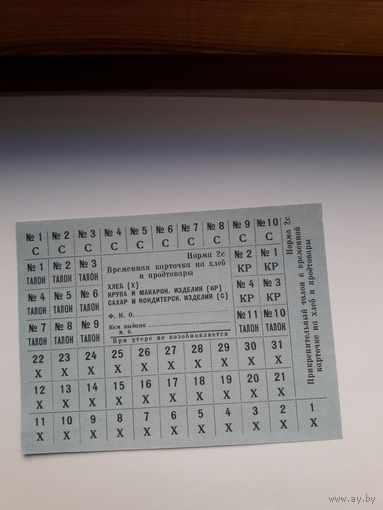 № 1 № 2 № 3 № 4 № 5 № 6 № 7 № 8 № 9 № 10
С С С С С С С С С С
№ 1 № 2 № 3
ТАЛОН ТАЛОН ТАЛОН
№ 4 № 5 № 6
ТАЛОН ТАЛОН ТАЛОН
№ 7 № 8 № 9
ТАЛОН ТАЛОН ТАЛОН
Норма 2с
Временная карточка на хлеб
и продтовары
ХЛЕБ (Х)
КРУПА И МАКАРОН. ИЗДЕЛИЯ (КР)
САХАР И КОНДИТЕРСК. ИЗДЕЛИЯ (С)
Ф. И. О.
Кем выдана
М. П.
При утере не возобновляется
№ 2 № 1
КР КР
№ 4 № 3
КР КР
№ 11 № 10
ТАЛОН ТАЛОН
22 23 24 25 26 27 28 29 30 31
Х Х Х Х Х Х Х Х Х Х
12 13 14 15 16 17 18 19 20 21
Х Х Х Х Х Х Х Х Х Х
11 10 9 8 7 6 5 4 3 2 1
Х Х Х Х Х Х Х Х Х Х Х
Норма 2с
Прикрепительный талон к временной
карточке на хлеб и продтовары
ay.by